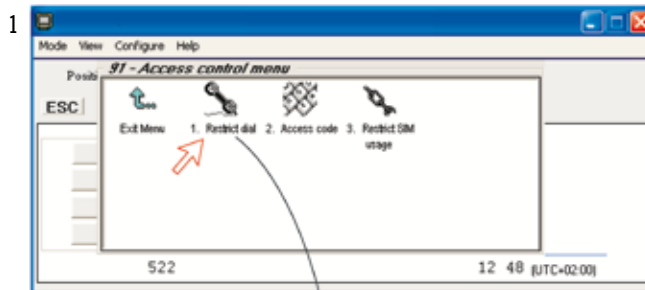 1
Mode View Configure Help
91 - Access control menu
ESC
Exit Menu 1. Restrict dial 2. Access code 3. Restrict SIM usage
522 12 48 (UTC+02:00)